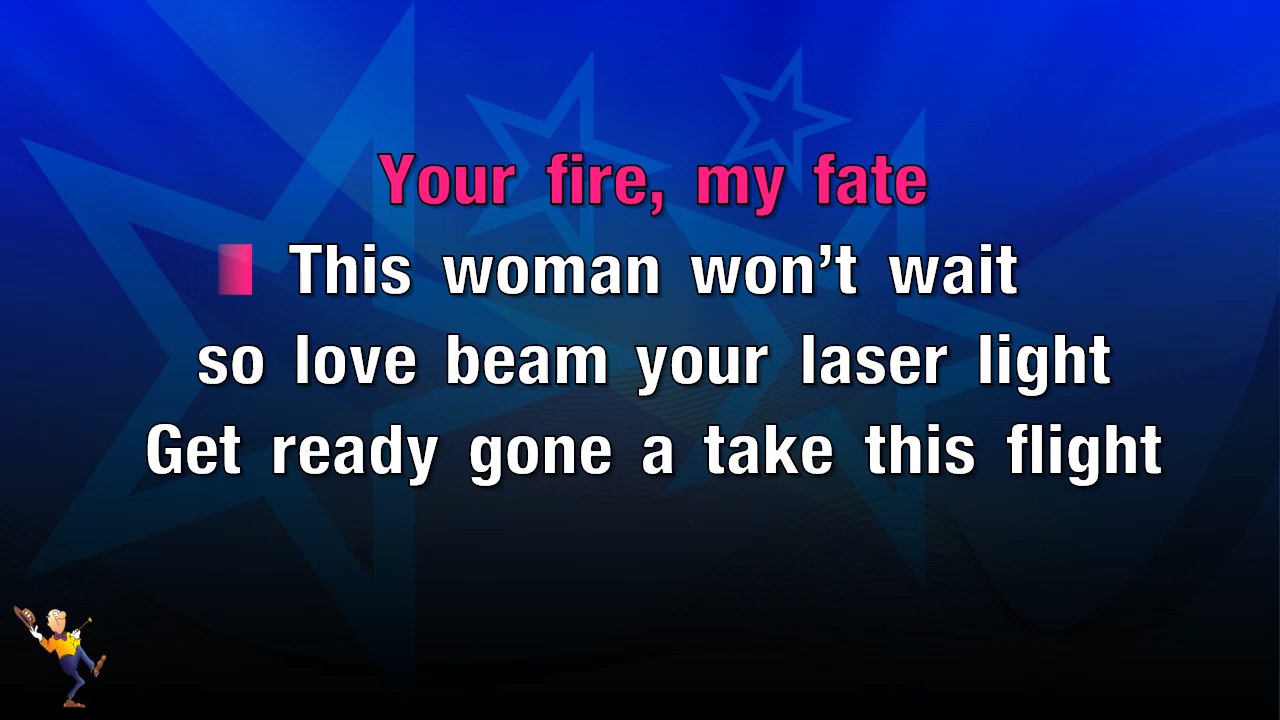 Your fire, my fate
This woman won’t wait
so love beam your laser light
Get ready gone a take this flight